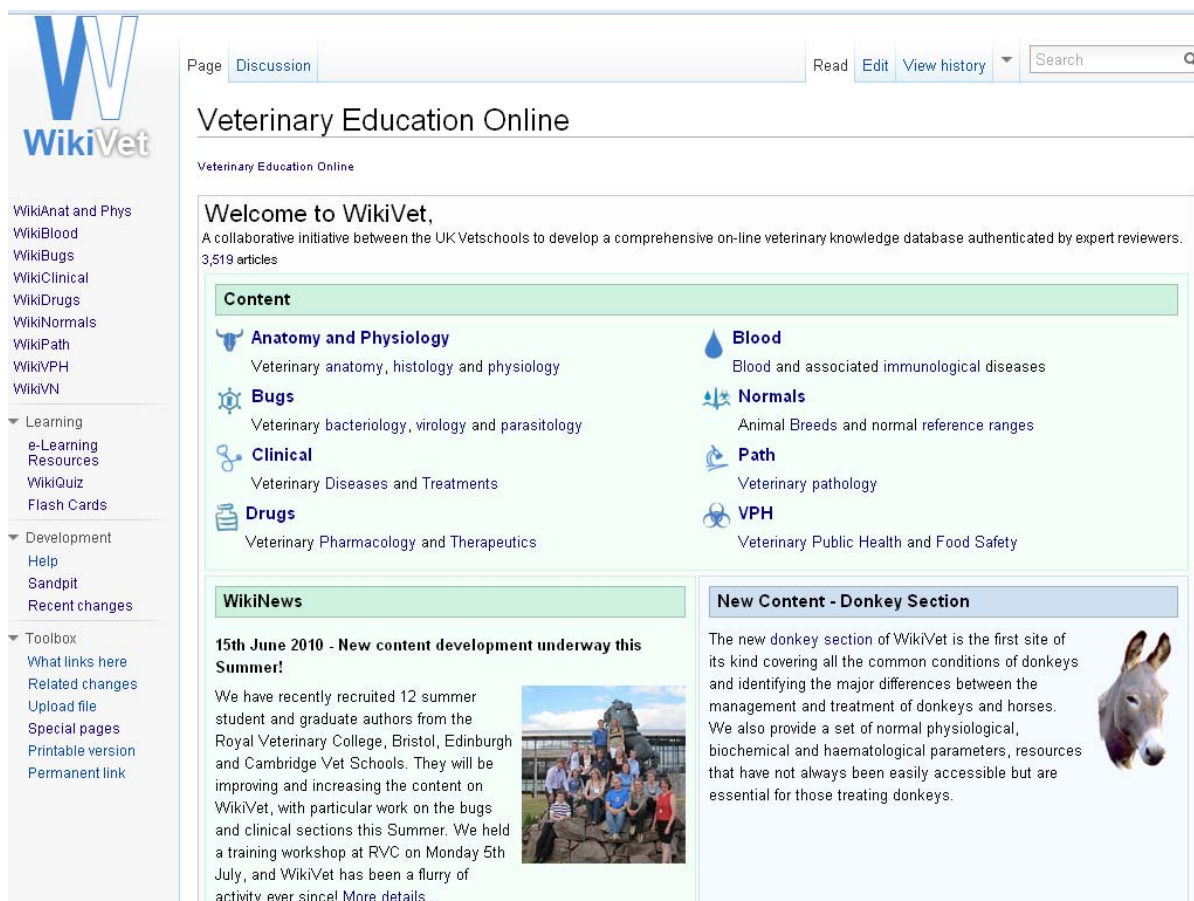 WikiVet
Page Discussion
Read Edit View history Search
Veterinary Education Online
Veterinary Education Online
WikiAnat and Phys
WikiBlood
WikiBugs
WikiClinical
WikiDrugs
WikiNormals
WikiPath
WikiVPH
WikiVN
Learning
e-Learning
Resources
WikiQuiz
Flash Cards
Development
Help
Sandpit
Recent changes
Toolbox
What links here
Related changes
Upload file
Special pages
Printable version
Permanent link
Welcome to WikiVet,
A collaborative initiative between the UK Vetschools to develop a comprehensive on-line veterinary knowledge database authenticated by expert reviewers.
3,519 articles
Content
Anatomy and Physiology
Veterinary anatomy, histology and physiology
Bugs
Veterinary bacteriology, virology and parasitology
Clinical
Veterinary Diseases and Treatments
Drugs
Veterinary Pharmacology and Therapeutics
Blood
Blood and associated immunological diseases
Normals
Animal Breeds and normal reference ranges
Path
Veterinary pathology
VPH
Veterinary Public Health and Food Safety
WikiNews
15th June 2010 - New content development underway this
Summer!
We have recently recruited 12 summer
student and graduate authors from the
Royal Veterinary College, Bristol, Edinburgh
and Cambridge Vet Schools. They will be
improving and increasing the content on
WikiVet, with particular work on the bugs
and clinical sections this Summer. We held
a training workshop at RVC on Monday 5th
July, and WikiVet has been a flurry of
activity ever since! More details...
New Content - Donkey Section
The new donkey section of WikiVet is the first site of
its kind covering all the common conditions of donkeys
and identifying the major differences between the
management and treatment of donkeys and horses.
We also provide a set of normal physiological,
biochemical and haematological parameters, resources
that have not always been easily accessible but are
essential for those treating donkeys.